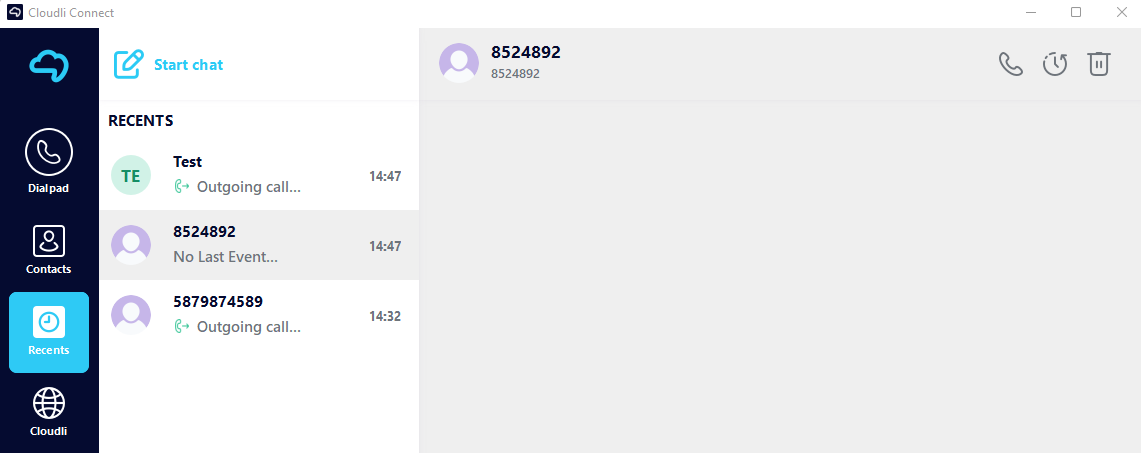 Cloudli Connect
Start chat
8524892
8524892
RECENTS
TE
Test
Outgoing call...
14:47
8524892
No Last Event...
14:47
5879874589
Outgoing call...
14:32
Dialpad
Contacts
Recents
Cloudli